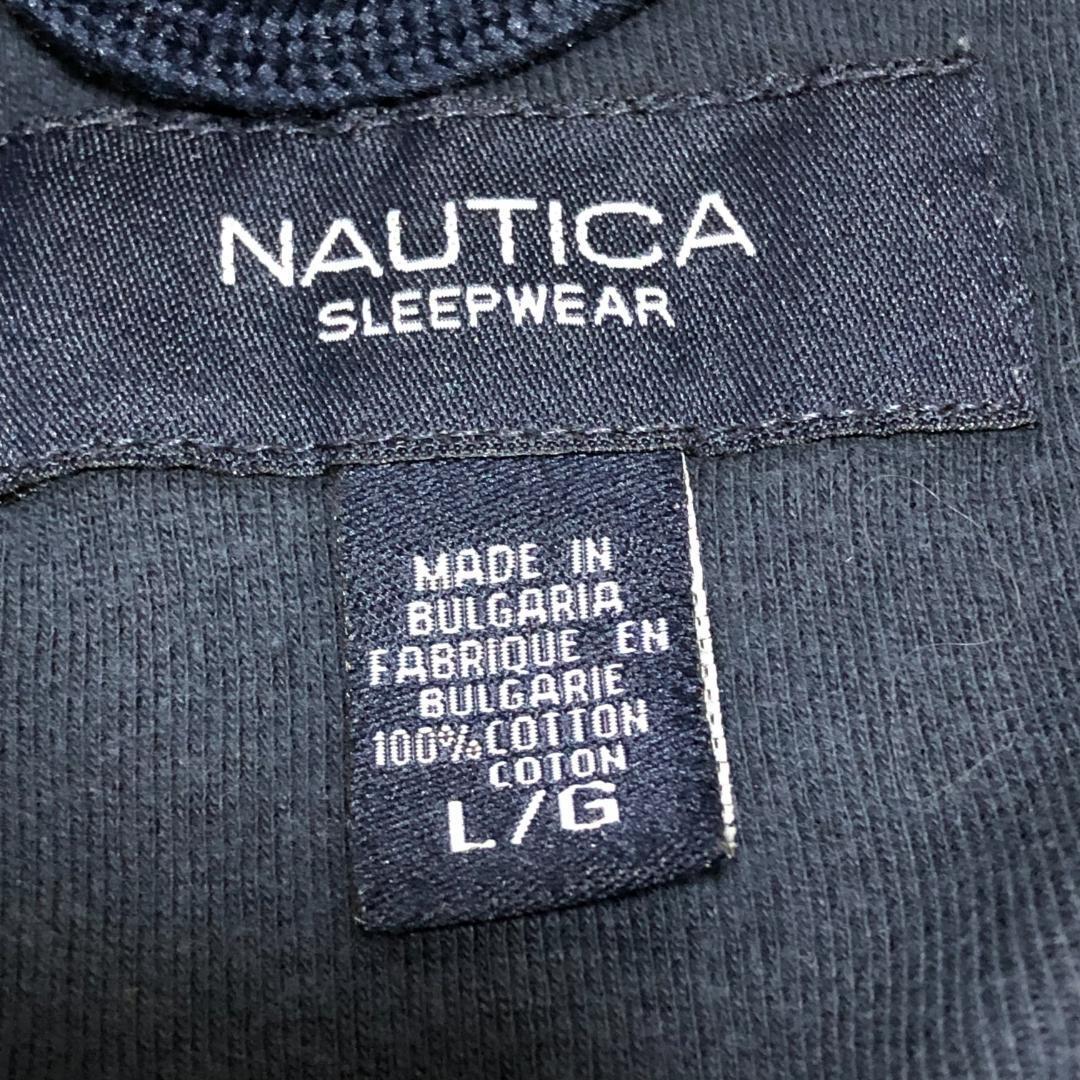 NAUTICA
SLEEPWEAR
MADE IN
BULGARIA
FABRIQUE EN
BULGARIE
100% COTTON
COTON
L/G